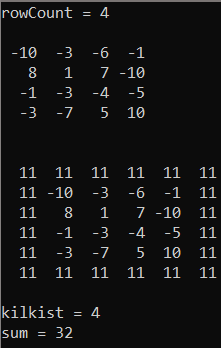 rowCount = 4
-10 -3 -6 -1
8 1 7 -10
-1 -3 -4 -5
-3 -7 5 10
11 11 11 11 11 11
11 -10 -3 -6 -1 11
11 8 1 7 -10 11
11 -1 -3 -4 -5 11
11 -3 -7 5 10 11
11 11 11 11 11 11
kilkist = 4
sum = 32